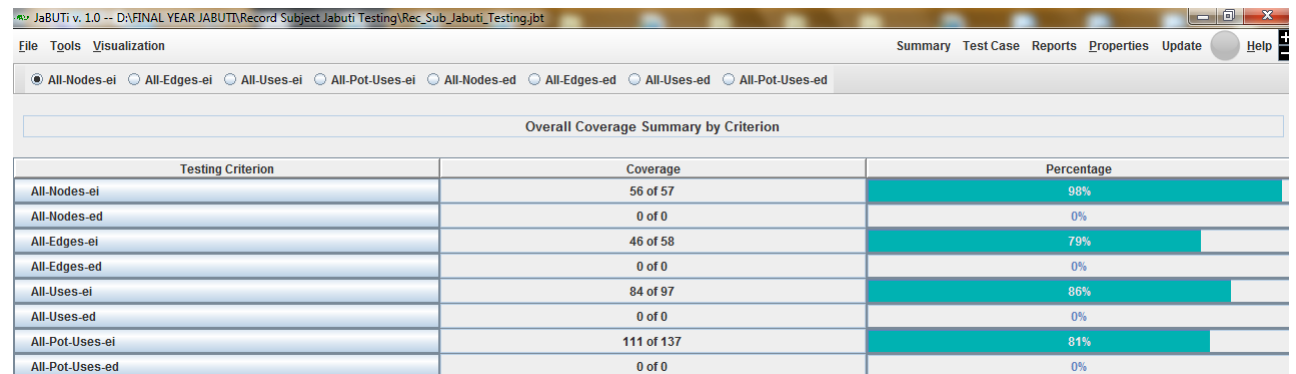 JaBUTi v. 1.0 -- D:\FINAL YEAR JABUTI\Record Subject Jabuti Testing\Rec_Sub_Jabuti_Testing.jbt
File Tools Visualization Summary Test Case Reports Properties Update Help
All-Nodes-ei All-Edges-ei All-Uses-ei All-Pot-Uses-ei All-Nodes-ed All-Edges-ed All-Uses-ed All-Pot-Uses-ed
Overall Coverage Summary by Criterion
Testing Criterion Coverage Percentage
All-Nodes-ei 56 of 57 98%
All-Nodes-ed 0 of 0 0%
All-Edges-ei 46 of 58 79%
All-Edges-ed 0 of 0 0%
All-Uses-ei 84 of 97 86%
All-Uses-ed 0 of 0 0%
All-Pot-Uses-ei 111 of 137 81%
All-Pot-Uses-ed 0 of 0 0%